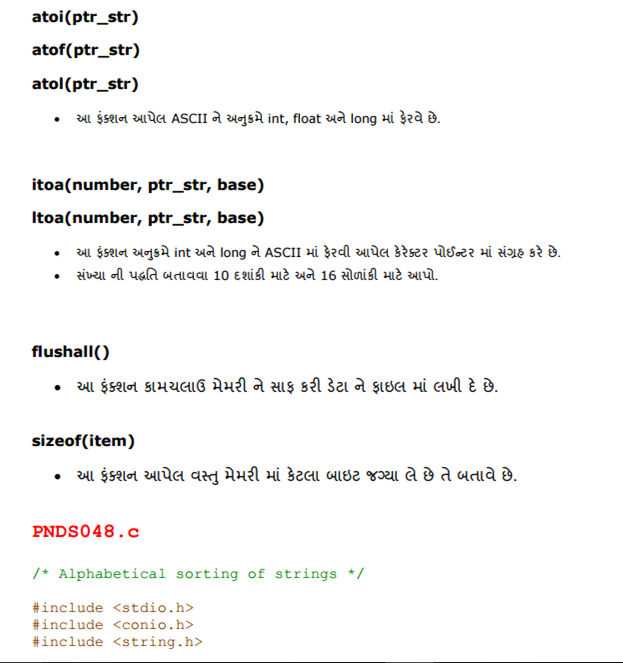 atoi(ptr_str)
atof(ptr_str)
atol(ptr_str)
• આ ફંક્શન આપેલ ASCII ને અનુક્રમે int, float અને long માં ફેરવે છે.
itoa(number, ptr_str, base)
ltoa(number, ptr_str, base)
• આ ફંક્શન અનુક્રમે int અને long ને ASCII માં ફેરવી આપેલ કેરેક્ટર પોઈન્ટર માં સંગ્રહ કરે છે.
• સંખ્યા ની પદ્ધતિ બતાવવા 10 દશાંકી માટે અને 16 સોળાંકી માટે આપો.
flushall()
• આ ફંક્શન કામચલાઉ મેમરી ને સાફ કરી ડેટા ને ફાઇલ માં લખી દે છે.
sizeof(item)
• આ ફંક્શન આપેલ વસ્તુ મેમરી માં કેટલા બાઇટ જગ્યા લે છે તે બતાવે છે.
PNDS048.c
/* Alphabetical sorting of strings */
#include <stdio.h>
#include <conio.h>
#include <string.h>